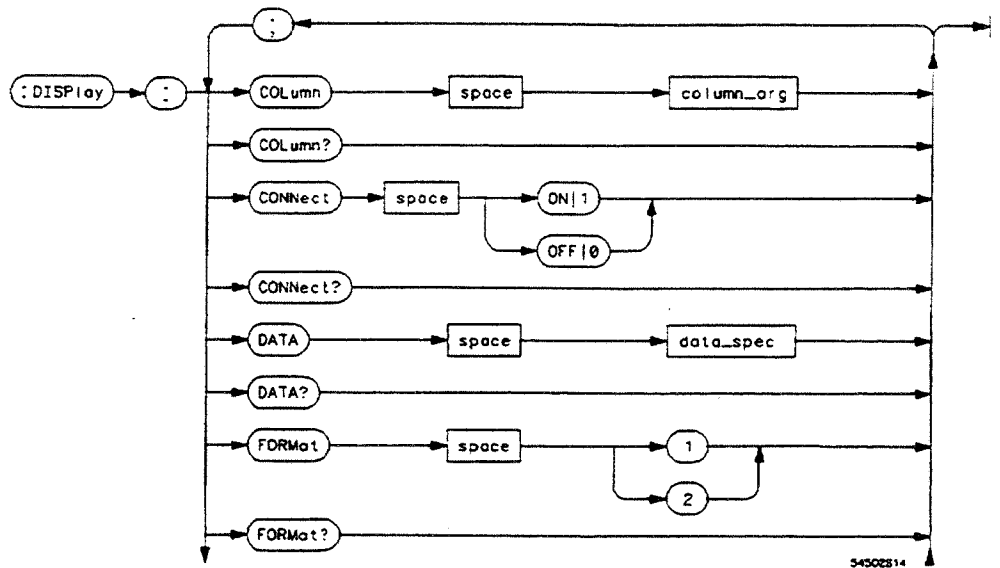 ;
:DISPlay : COLumn space column_arg
COLumn?
CONNect space ON|1
OFF|0
CONNect?
DATA space data_spec
DATA?
FORMat space 1
2
FORMat?
54502S14